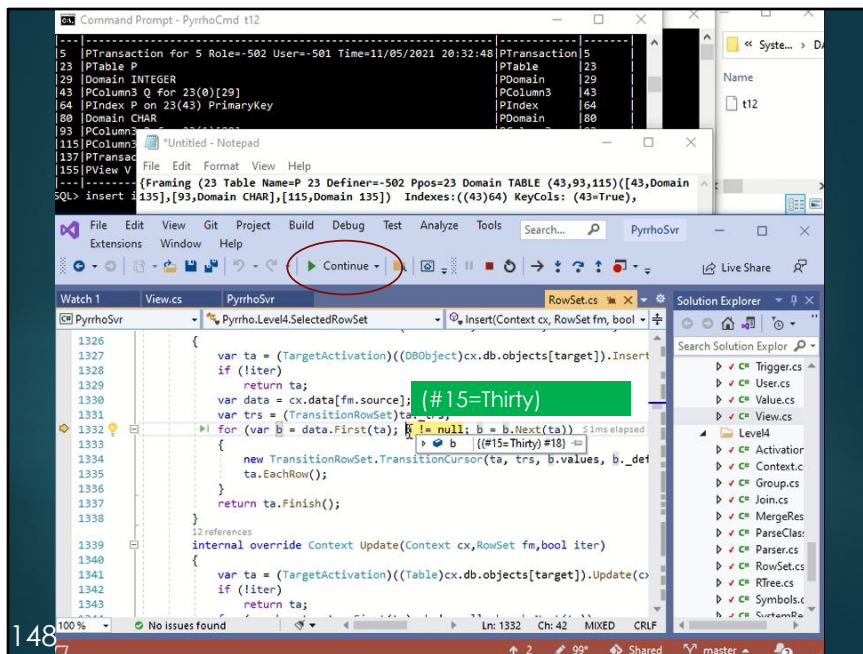 Command Prompt - PyrrhoCmd t12
|5 |PTransaction for 5 Role=-502 User=-501 Time=11/05/2021 20:32:48|PTransaction|5 |
|23 |PTable P |PTable |23 |
|29 |Domain INTEGER |PDomain |29 |
|43 |PColumn3 Q for 23(0)[29] |PColumn3 |43 |
|64 |PIndex P on 23(43) PrimaryKey |PIndex |64 |
|80 |Domain CHAR |PDomain |80 |
|93 |PColumn3
|115|PColumn3
|137|PTransac
|155|PView V
SQL> insert i
« Syste... >
Name
t12
*Untitled - Notepad
File Edit Format View Help
{Framing (23 Table Name=P 23 Definer=-502 Ppos=23 Domain TABLE (43,93,115)([43,Domain
135],[93,Domain CHAR],[115,Domain 135]) Indexes:((43)64) KeyCols: (43=True),
File Edit View Git Project Build Debug Test Analyze Tools Search... PyrrhoSvr
Extensions Window Help
Continue Live Share
Watch 1 View.cs PyrrhoSvr RowSet.cs Solution Explorer
PyrrhoSvr Pyrrho.Level4.SelectedRowSet Insert(Context cx, RowSet fm, bool
Search Solution Explor
1326 {
1327 var ta = (TargetActivation)((DBObject)cx.db.objects[target]).Insert
1328 if (!iter)
1329 return ta;
1330 var data = cx.data[fm.source];
(#15=Thirty)
1331 var trs = (TransitionRowSet)ta._trs;
1332 for (var b = data.First(ta); b != null; b = b.Next(ta)) ≤1ms elapsed
b {(#15=Thirty) #18}
1333 {
1334 new TransitionRowSet.TransitionCursor(ta, trs, b.values, b._def
1335 ta.EachRow();
1336 }
1337 return ta.Finish();
1338 }
12 references
1339 internal override Context Update(Context cx,RowSet fm,bool iter)
1340 {
1341 var ta = (TargetActivation)((Table)cx.db.objects[target]).Update(cx
1342 if (!iter)
1343 return ta;
Trigger.cs
User.cs
Value.cs
View.cs
Level4
Activation
Context.c
Group.cs
Join.cs
MergeRes
ParseClas
Parser.cs
RowSet.cs
RTree.cs
Symbols.c
100 % No issues found Ln: 1332 Ch: 42 MIXED CRLF
148
2 99+ Shared master